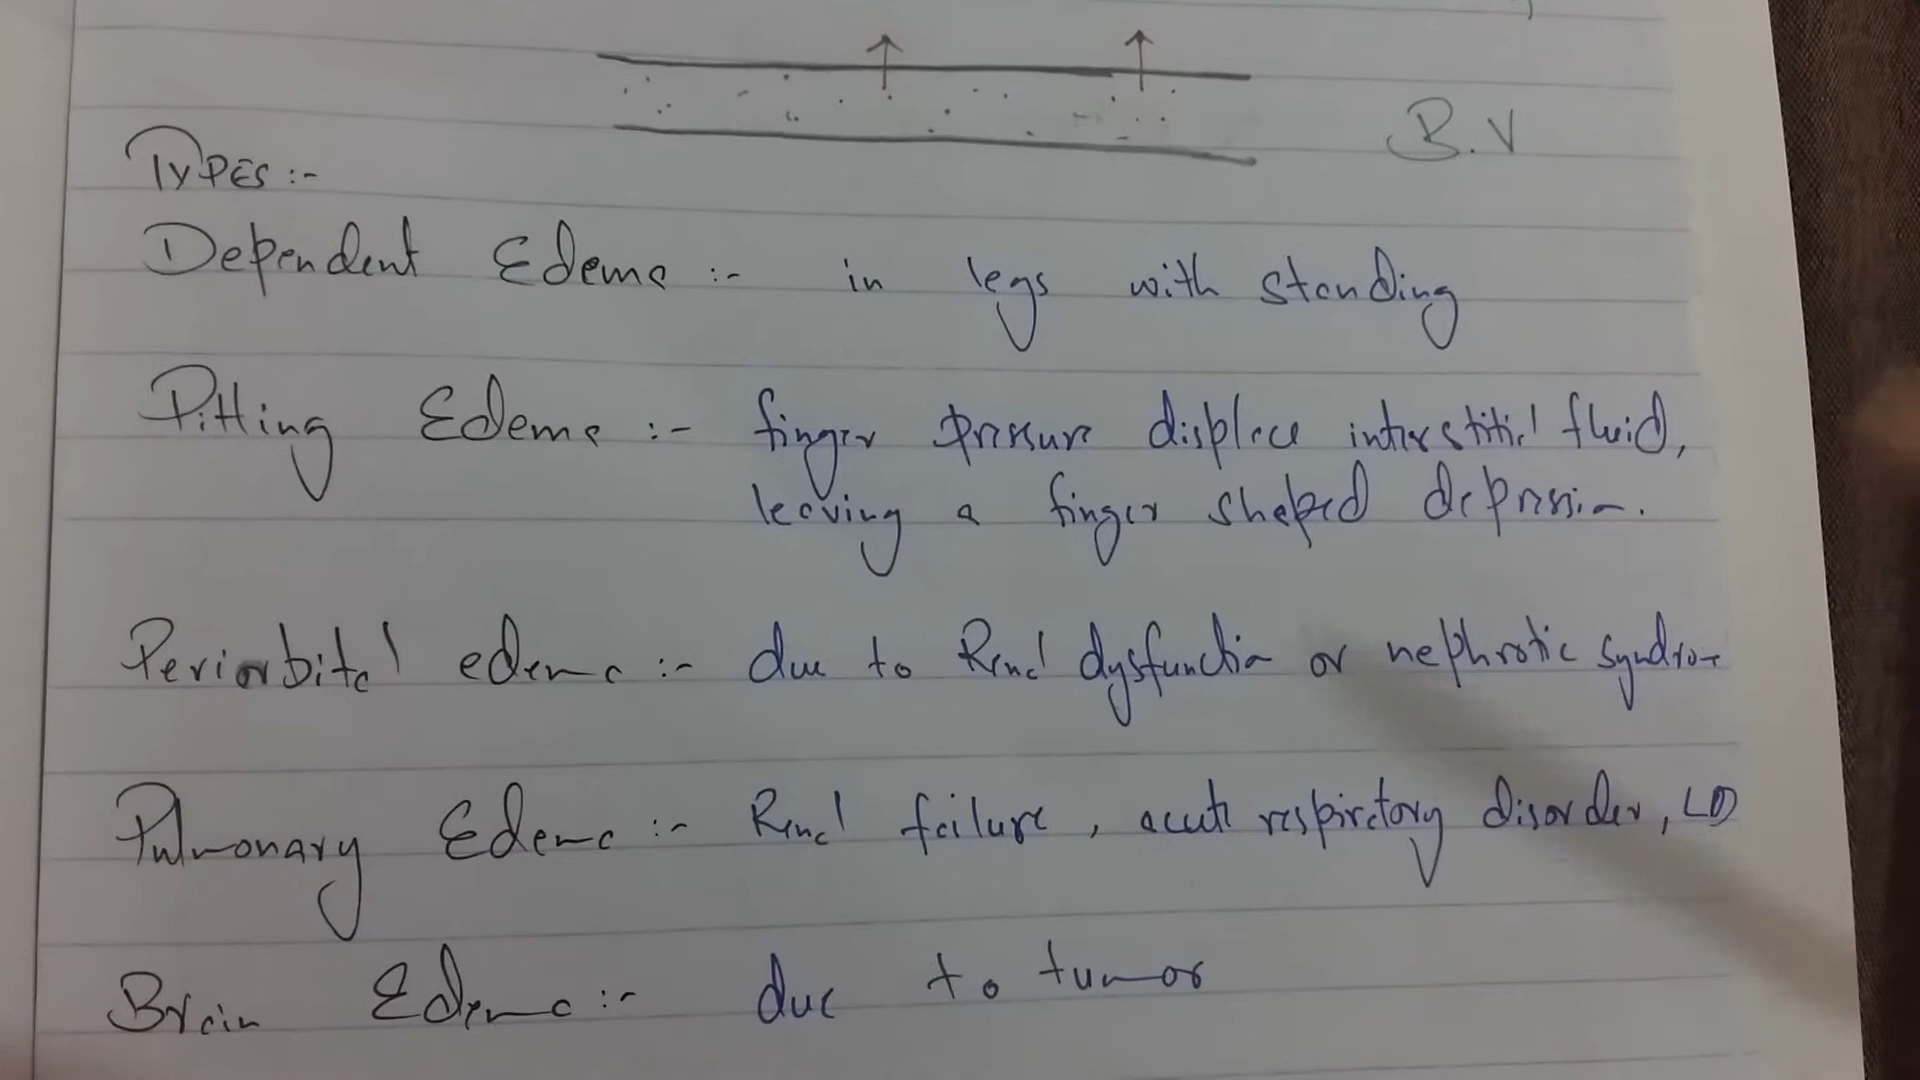 B.V
TYPES :-
Dependent Edema :- in legs with standing
Pitting Edema :- finger pressure displace interstitial fluid,
leaving a finger shaped depression.
Periorbital edema :- due to Renal dysfunction or nephrotic syndrome
Pulmonary Edema :- Renal failure, acute respiratory disorder, LD
Brain Edema :- due to tumor